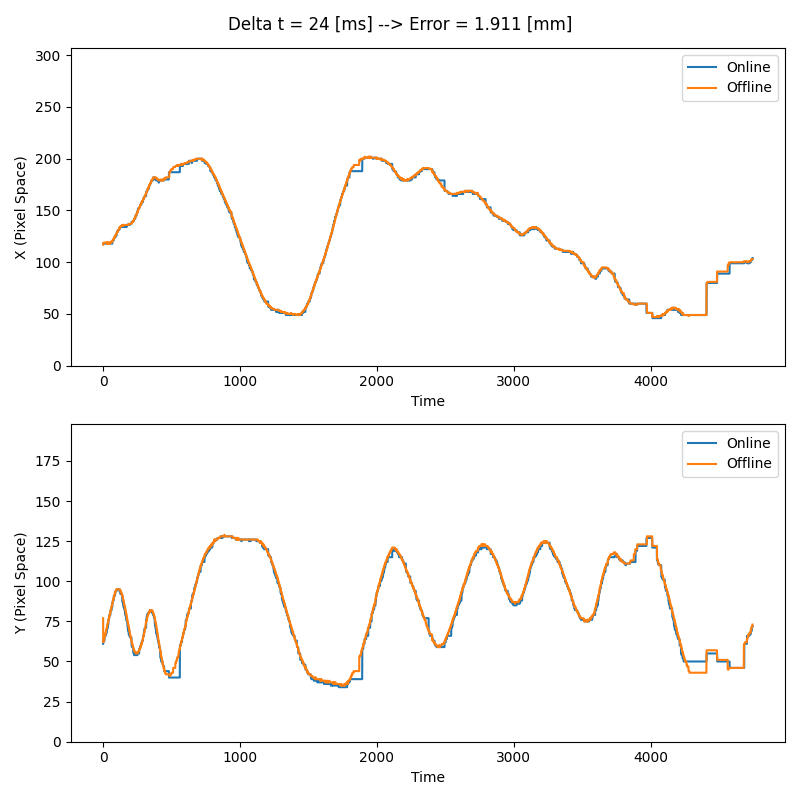 Delta t = 24 [ms] --> Error = 1.911 [mm]
300
250
200
150
100
50
0
X (Pixel Space)
Online
Offline
0 1000 2000 3000 4000
Time
175
150
125
100
75
50
25
0
Y (Pixel Space)
Online
Offline
0 1000 2000 3000 4000
Time